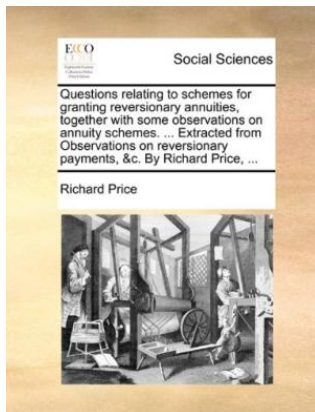 ECCO
Social Sciences
Questions relating to schemes for
granting reversionary annuities,
together with some observations on
annuity schemes. ... Extracted from
Observations on reversionary
payments, &c. By Richard Price, ...
Richard Price